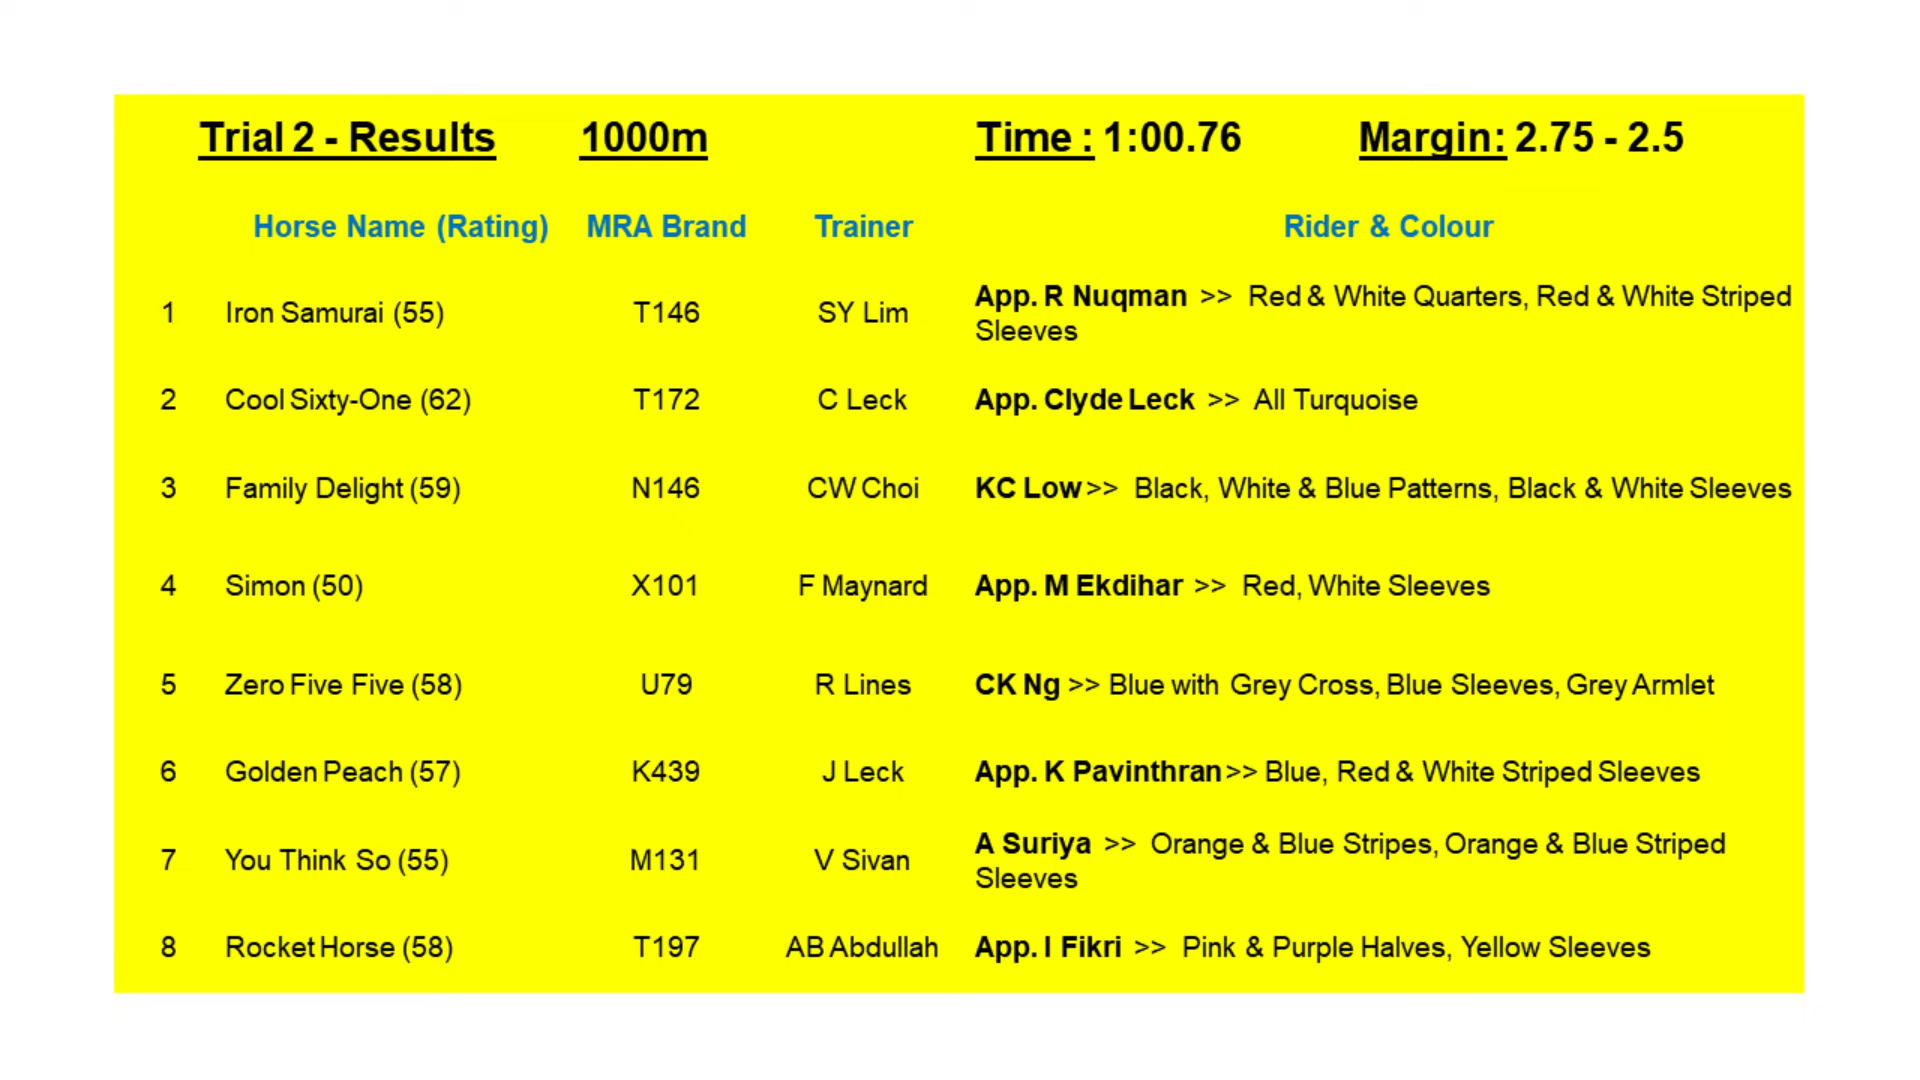 Trial 2 - Results 1000m Time : 1:00.76 Margin: 2.75 - 2.5
Horse Name (Rating) MRA Brand Trainer Rider & Colour
1 Iron Samurai (55) T146 SY Lim App. R Nuqman >> Red & White Quarters, Red & White Striped
Sleeves
2 Cool Sixty-One (62) T172 C Leck App. Clyde Leck >> All Turquoise
3 Family Delight (59) N146 CW Choi KC Low >> Black, White & Blue Patterns, Black & White Sleeves
4 Simon (50) X101 F Maynard App. M Ekdihar >> Red, White Sleeves
5 Zero Five Five (58) U79 R Lines CK Ng >> Blue with Grey Cross, Blue Sleeves, Grey Armlet
6 Golden Peach (57) K439 J Leck App. K Pavinthran >> Blue, Red & White Striped Sleeves
7 You Think So (55) M131 V Sivan A Suriya >> Orange & Blue Stripes, Orange & Blue Striped
Sleeves
8 Rocket Horse (58) T197 AB Abdullah App. I Fikri >> Pink & Purple Halves, Yellow Sleeves